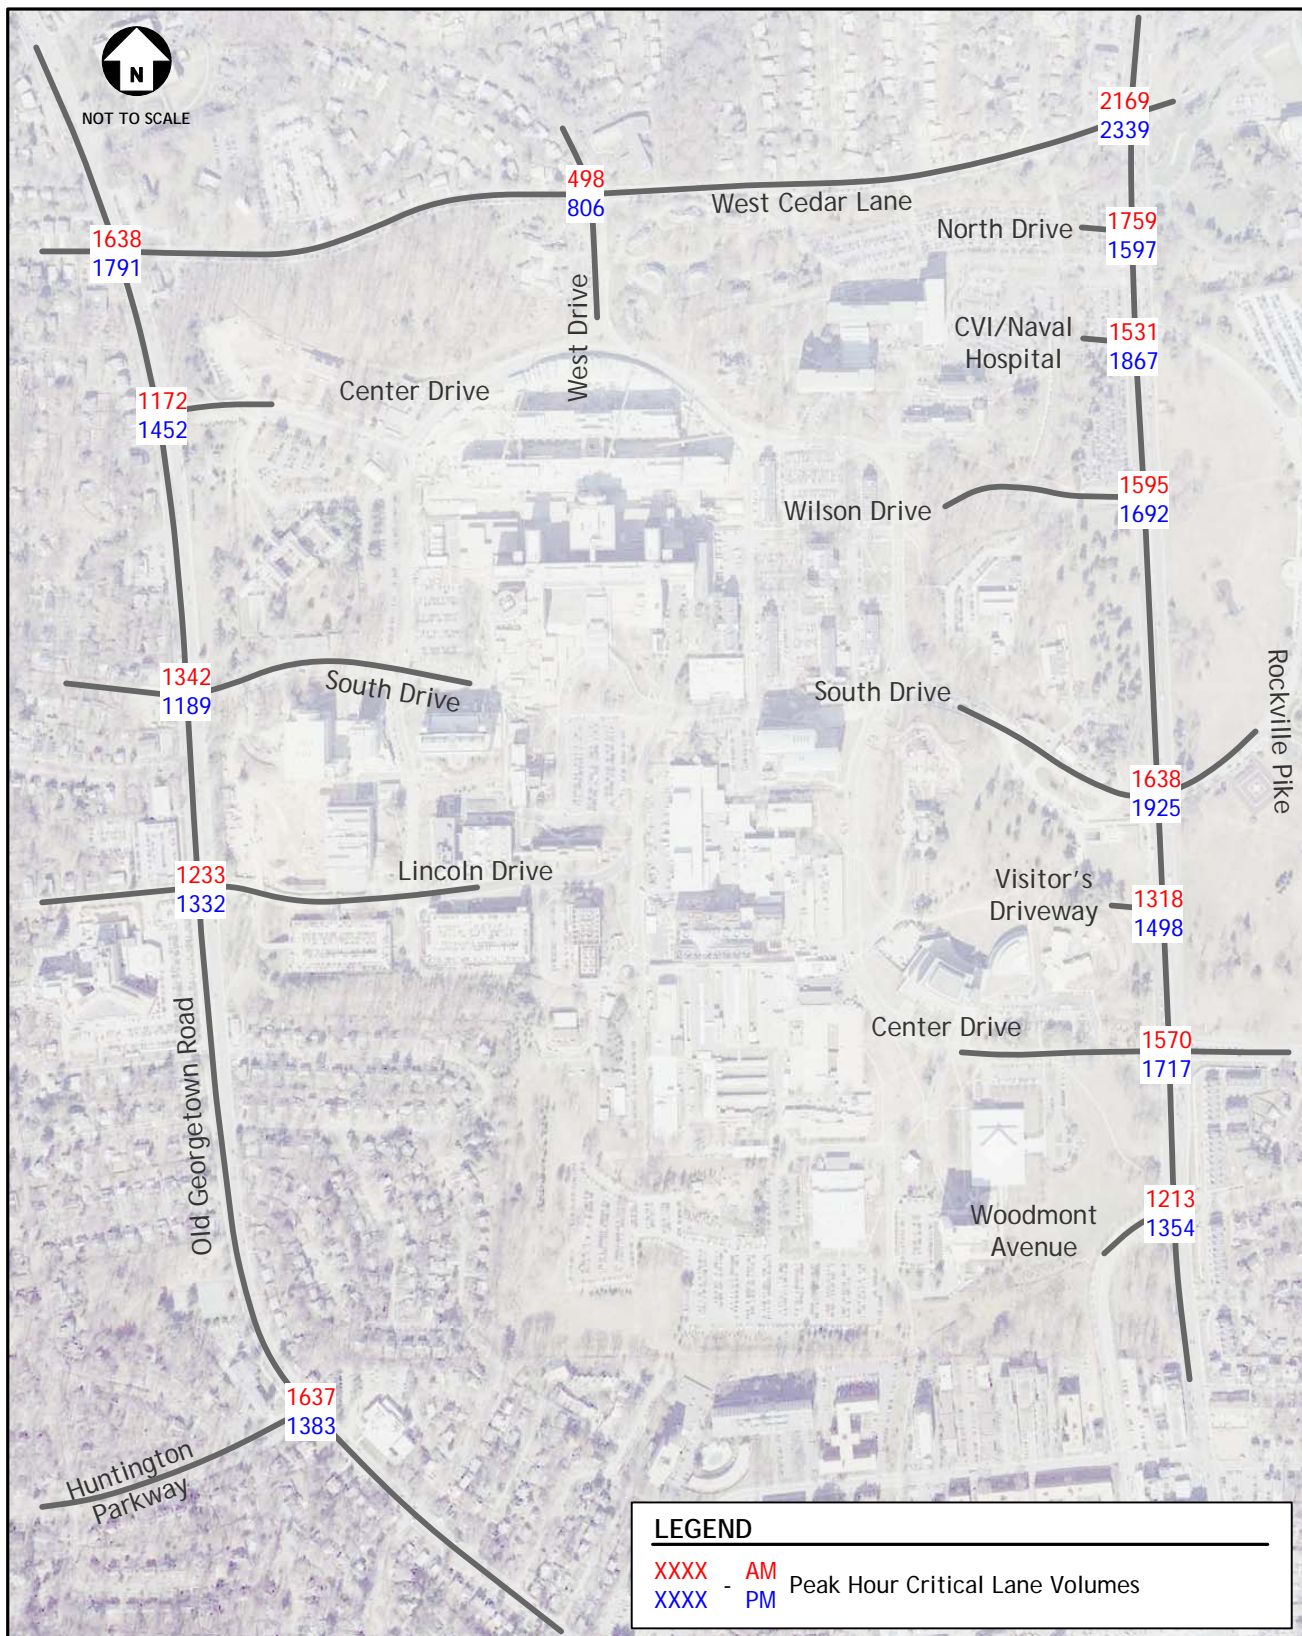 N
NOT TO SCALE
2169
2339
498
806
West Cedar Lane
North Drive
1759
1597
1638
1791
West Drive
CVI/Naval
Hospital
1531
1867
Center Drive
1172
1452
Wilson Drive
1595
1692
1342
1189
South Drive
South Drive
Rockville Pike
1638
1925
1233
1332
Lincoln Drive
Visitor's
Driveway
1318
1498
Old Georgetown Road
Center Drive
1570
1717
Woodmont
Avenue
1213
1354
1637
1383
Huntington
Parkway
LEGEND
XXXX - AM
XXXX PM
Peak Hour Critical Lane Volumes